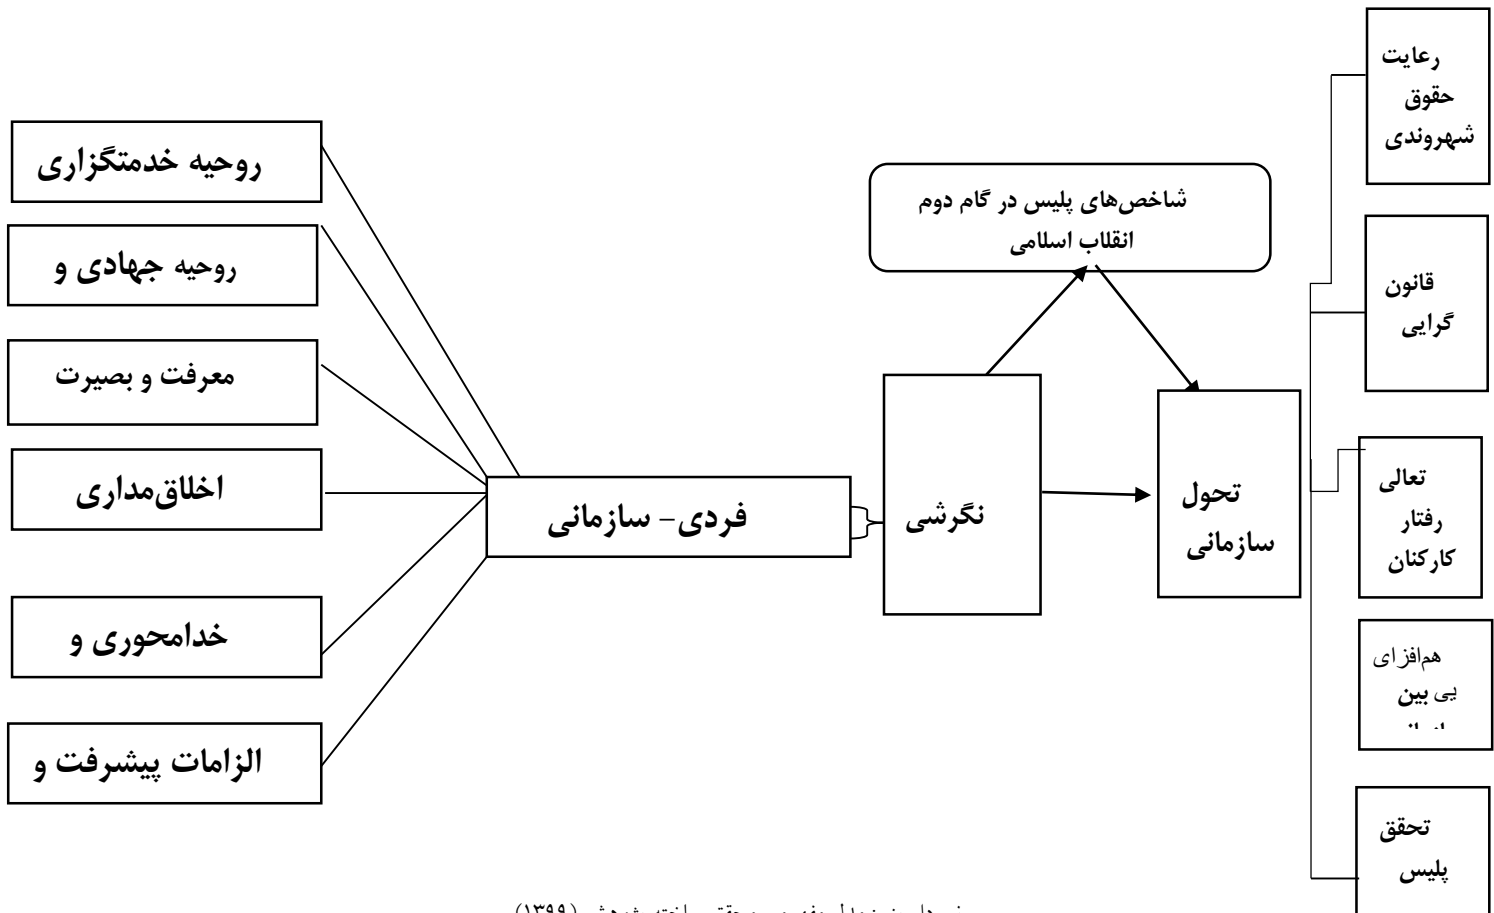 رعایت
حقوق
شهروندی
قانون
گرایی
تعالی
رفتار
کارکنان
هم‌افزای
یی بین
تحقق
پلیس
شاخص‌های پلیس در گام دوم
انقلاب اسلامی
تحول
سازمانی
نگرشی
فردی- سازمانی
روحیه خدمتگزاری
روحیه جهادی و
معرفت و بصیرت
اخلاق‌مداری
خدامحوری و
الزامات پیشرفت و
(۱۳۹۹)